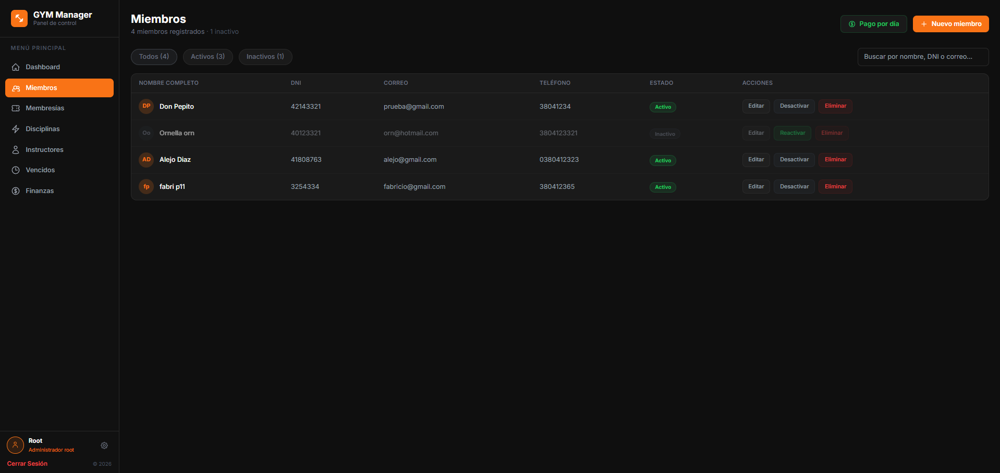 GYM Manager
Panel de control
MENÚ PRINCIPAL
Dashboard
Miembros
Membresías
Disciplinas
Instructores
Vencidos
Finanzas
Root
Administrador root
Cerrar Sesión
© 2026
Miembros
4 miembros registrados · 1 inactivo
Pago por día
+ Nuevo miembro
Todos (4) Activos (3) Inactivos (1)
Buscar por nombre, DNI o correo...
NOMBRE COMPLETO DNI CORREO TELÉFONO ESTADO ACCIONES
DP Don Pepito 42143321 prueba@gmail.com 38041234 Activo Editar Desactivar Eliminar
Oo Ornella orn 40123321 orn@hotmail.com 3804123321 Inactivo Editar Reactivar Eliminar
AD Alejo Diaz 41808763 alejo@gmail.com 0380412323 Activo Editar Desactivar Eliminar
fp fabri p11 3254334 fabricio@gmail.com 380412365 Activo Editar Desactivar Eliminar